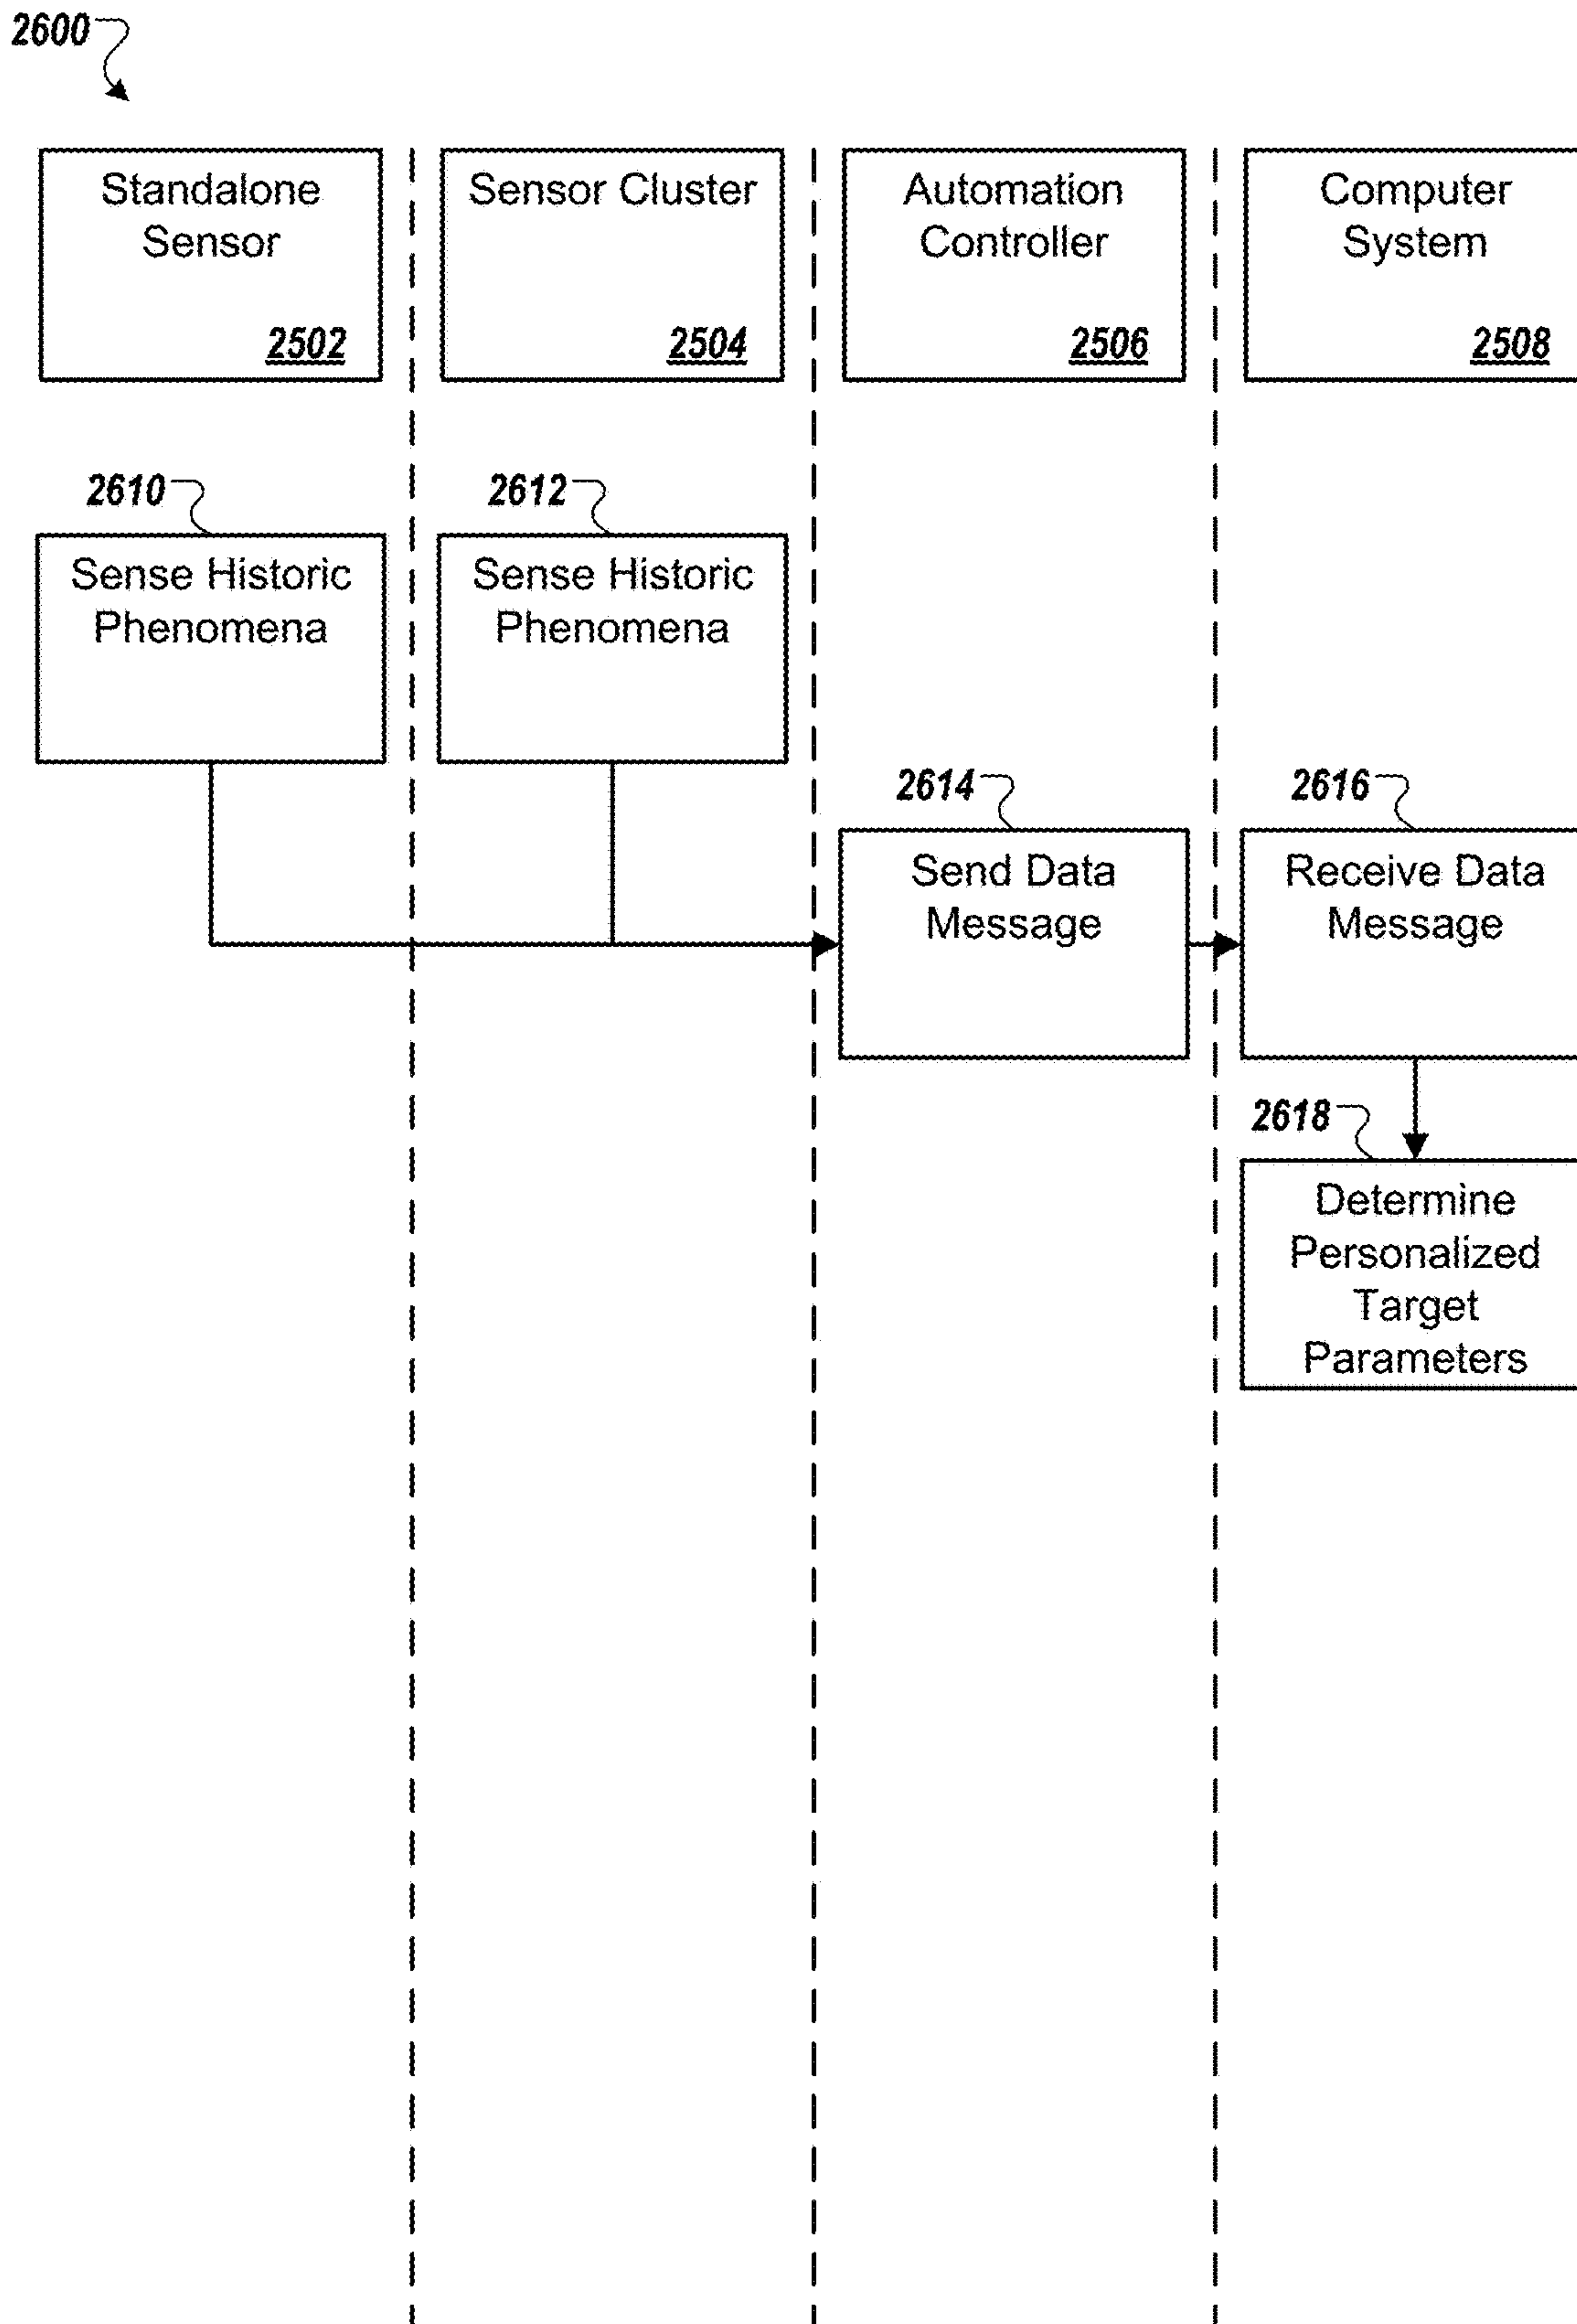 2600
Standalone
Sensor
2502
Sensor Cluster
2504
Automation
Controller
2506
Computer
System
2508
2610
Sense Historic
Phenomena
2612
Sense Historic
Phenomena
2614
Send Data
Message
2616
Receive Data
Message
2618
Determine
Personalized
Target
Parameters